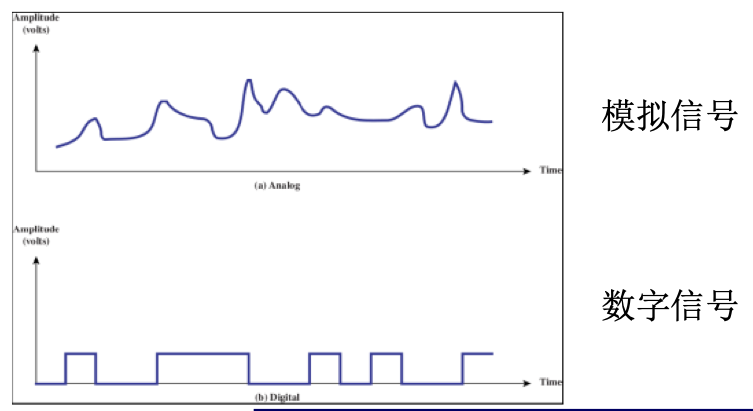 Amplitude
(volts)
模拟信号
Time
(a) Analog
Amplitude
(volts)
数字信号
Time
(b) Digital